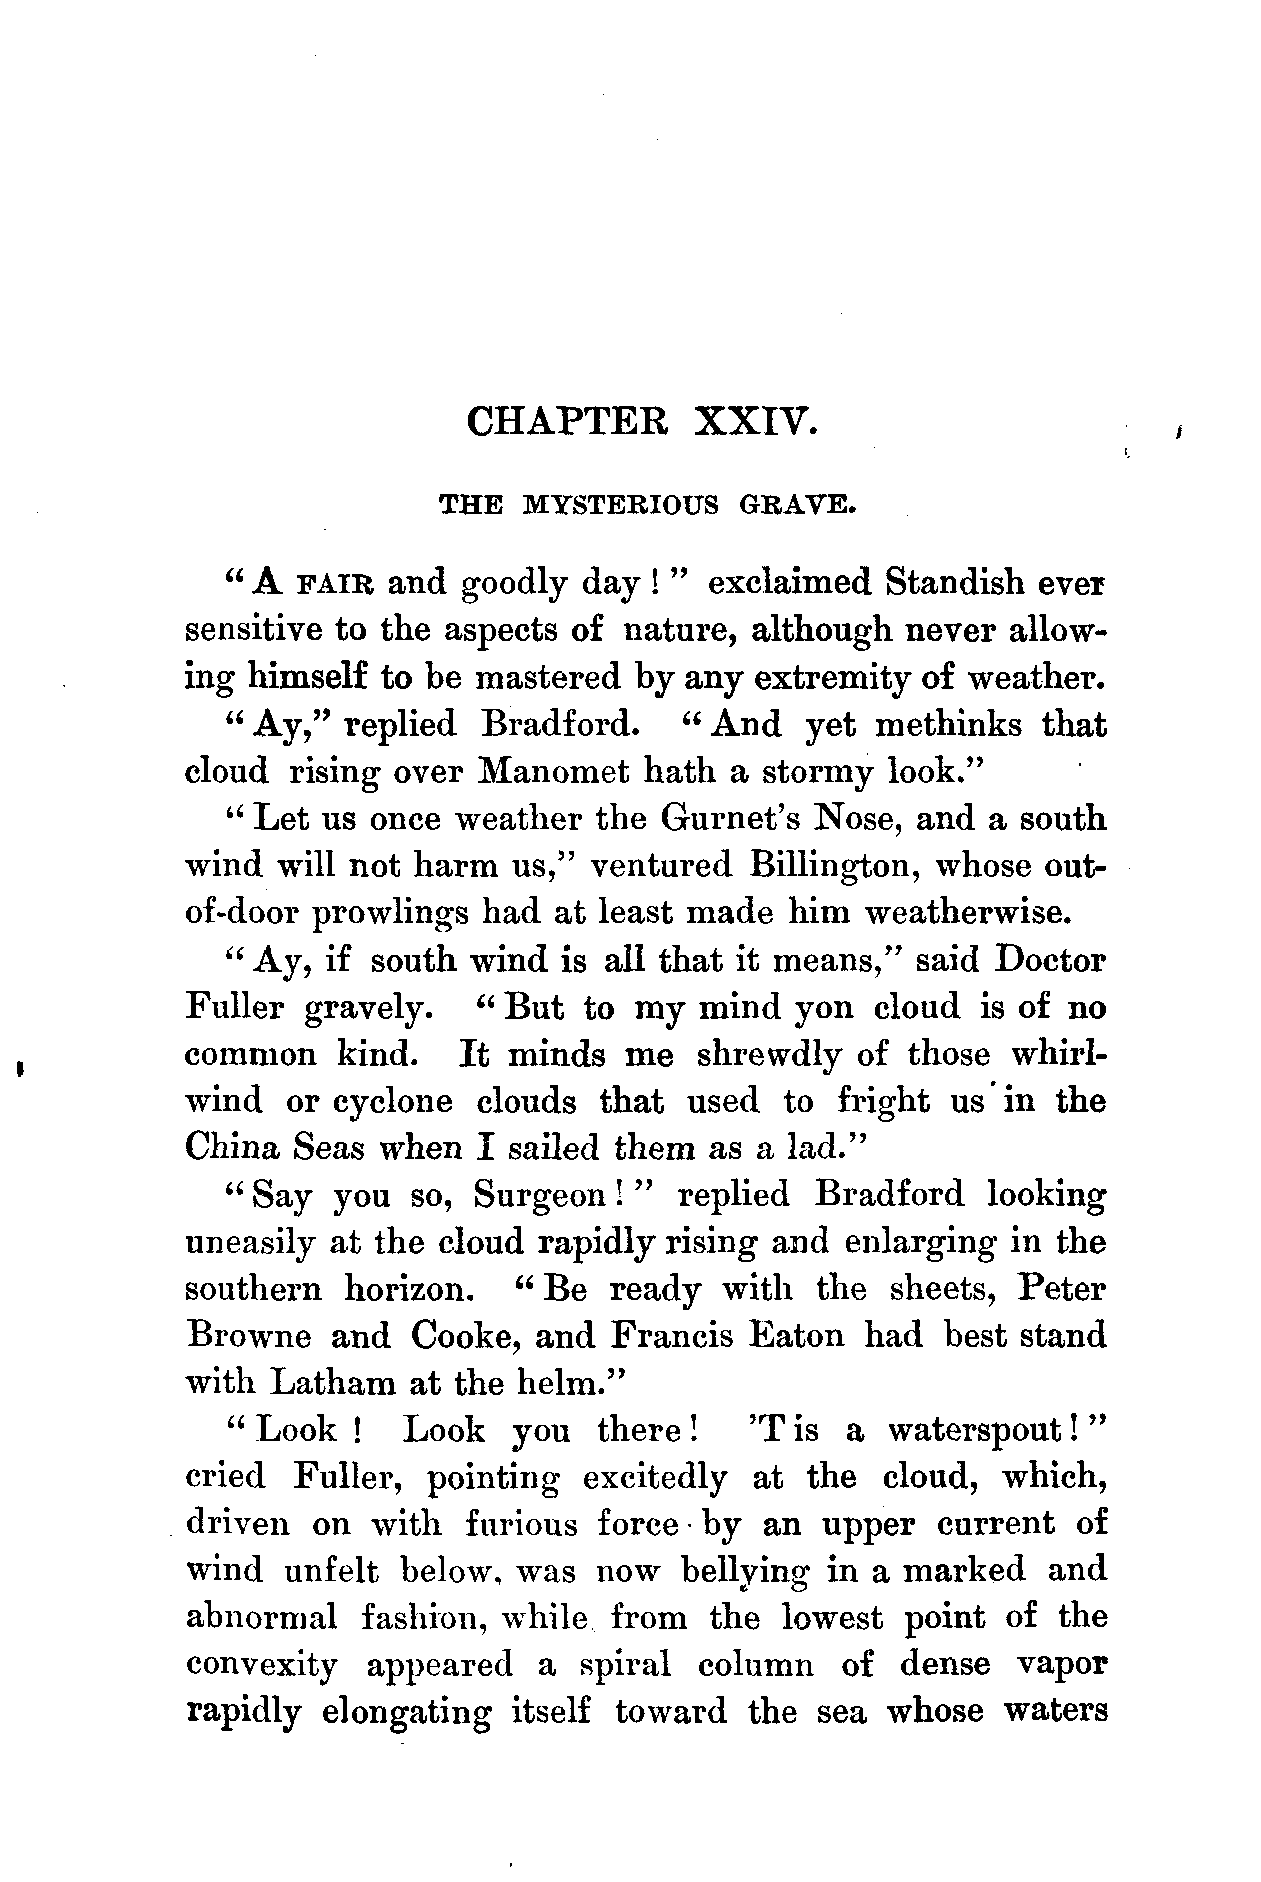 CHAPTER XXIV.
THE MYSTERIOUS GRAVE.
“A FAIR and goodly day!” exclaimed Standish ever
sensitive to the aspects of nature, although never allow-
ing himself to be mastered by any extremity of weather.
“Ay,” replied Bradford. “And yet methinks that
cloud rising over Manomet hath a stormy look.”
“Let us once weather the Gurnet’s Nose, and a south
wind will not harm us,” ventured Billington, whose out-
of-door prowlings had at least made him weatherwise.
“Ay, if south wind is all that it means,” said Doctor
Fuller gravely. “But to my mind yon cloud is of no
common kind. It minds me shrewdly of those whirl-
wind or cyclone clouds that used to fright us in the
China Seas when I sailed them as a lad.”
“Say you so, Surgeon!” replied Bradford looking
uneasily at the cloud rapidly rising and enlarging in the
southern horizon. “Be ready with the sheets, Peter
Browne and Cooke, and Francis Eaton had best stand
with Latham at the helm.”
“Look! Look you there! ’Tis a waterspout!”
cried Fuller, pointing excitedly at the cloud, which,
driven on with furious force by an upper current of
wind unfelt below, was now bellying in a marked and
abnormal fashion, while from the lowest point of the
convexity appeared a spiral column of dense vapor
rapidly elongating itself toward the sea whose waters